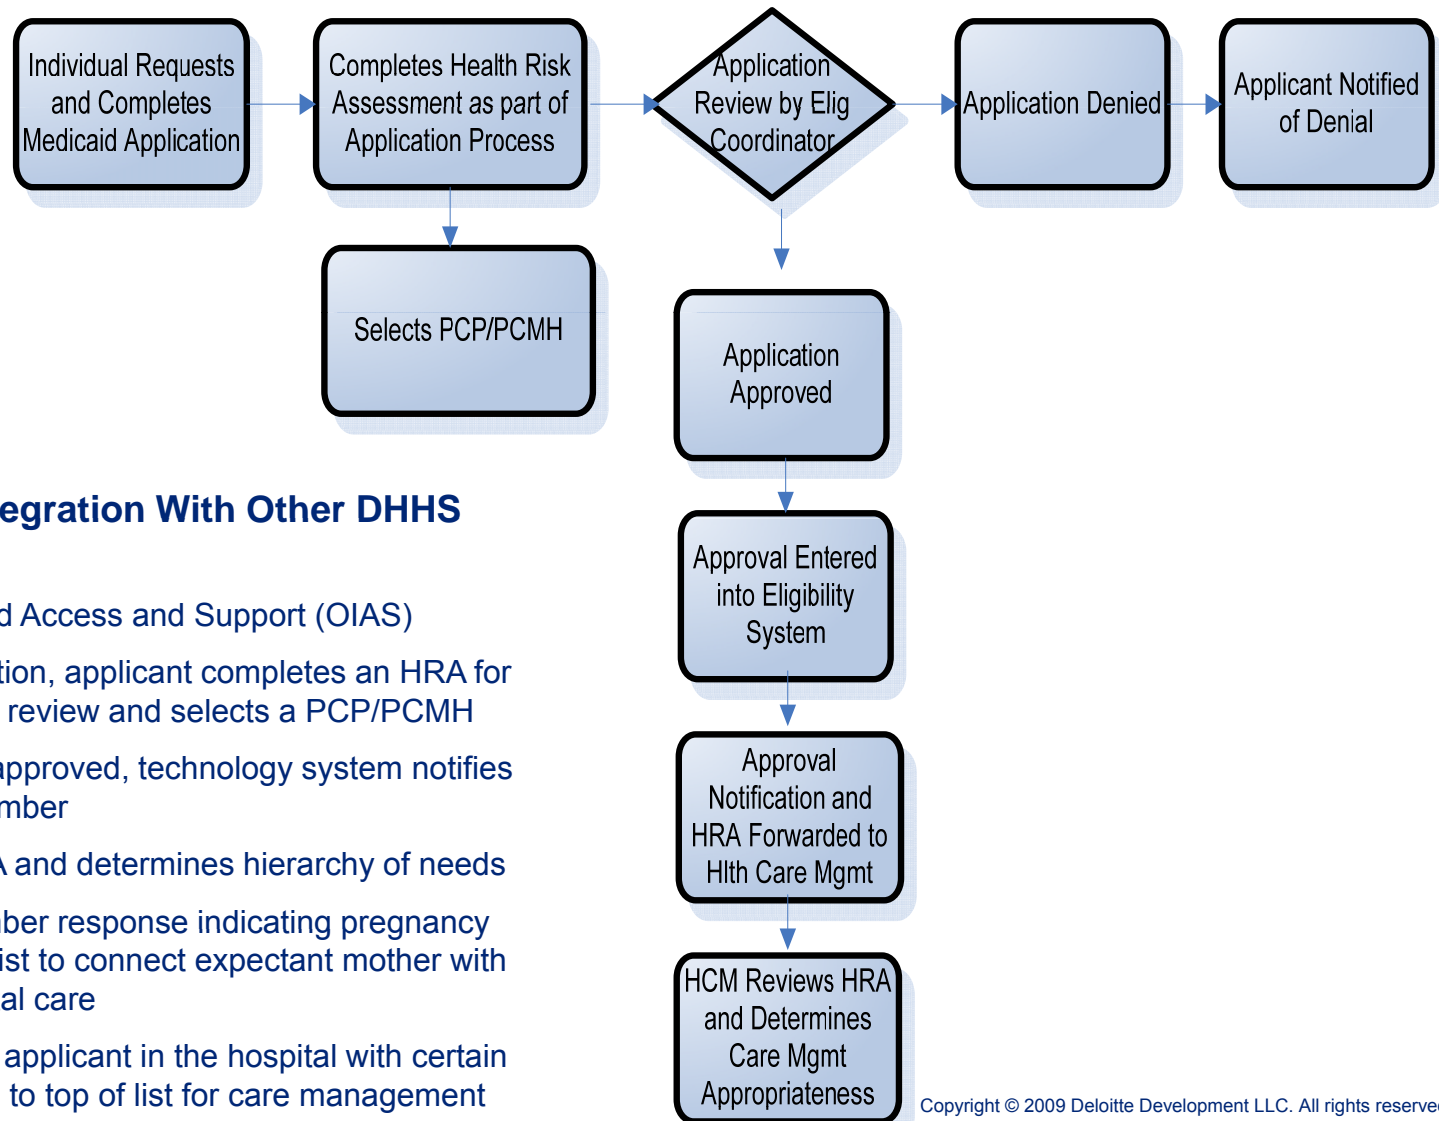 Individual Requests
and Completes
Medicaid Application
Completes Health Risk
Assessment as part of
Application Process
Application
Review by Elig
Coordinator
Application Denied
Applicant Notified
of Denial
Selects PCP/PCMH
Application
Approved
Approval Entered
into Eligibility
System
Approval
Notification and
HRA Forwarded to
Hlth Care Mgmt
HCM Reviews HRA
and Determines
Care Mgmt
Appropriateness
egration With Other DHHS
d Access and Support (OIAS)
tion, applicant completes an HRA for
review and selects a PCP/PCMH
approved, technology system notifies
mber
A and determines hierarchy of needs
ber response indicating pregnancy
ist to connect expectant mother with
al care
applicant in the hospital with certain
to top of list for care management
Copyright © 2009 Deloitte Development LLC. All rights reserve